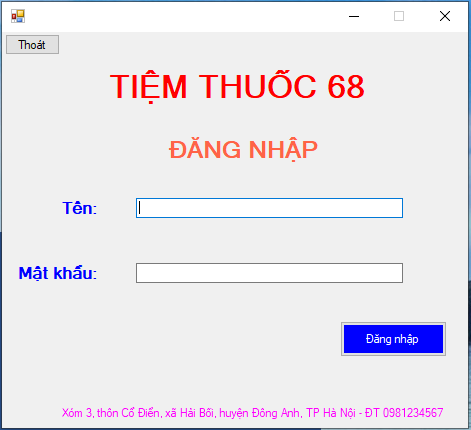 Thoát
TIỆM THUỐC 68
ĐĂNG NHẬP
Tên:
Mật khẩu:
Đăng nhập
Xóm 3, thôn Cổ Điển, xã Hải Bối, huyện Đông Anh, TP Hà Nội - ĐT 0981234567